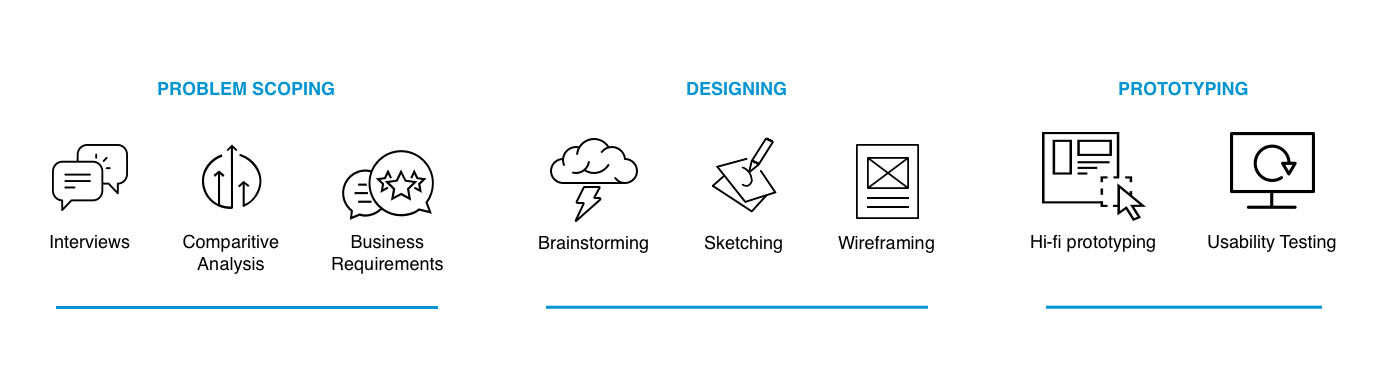 PROBLEM SCOPING
Interviews
Comparitive
Analysis
Business
Requirements
DESIGNING
Brainstorming
Sketching
Wireframing
PROTOTYPING
Hi-fi prototyping
Usability Testing